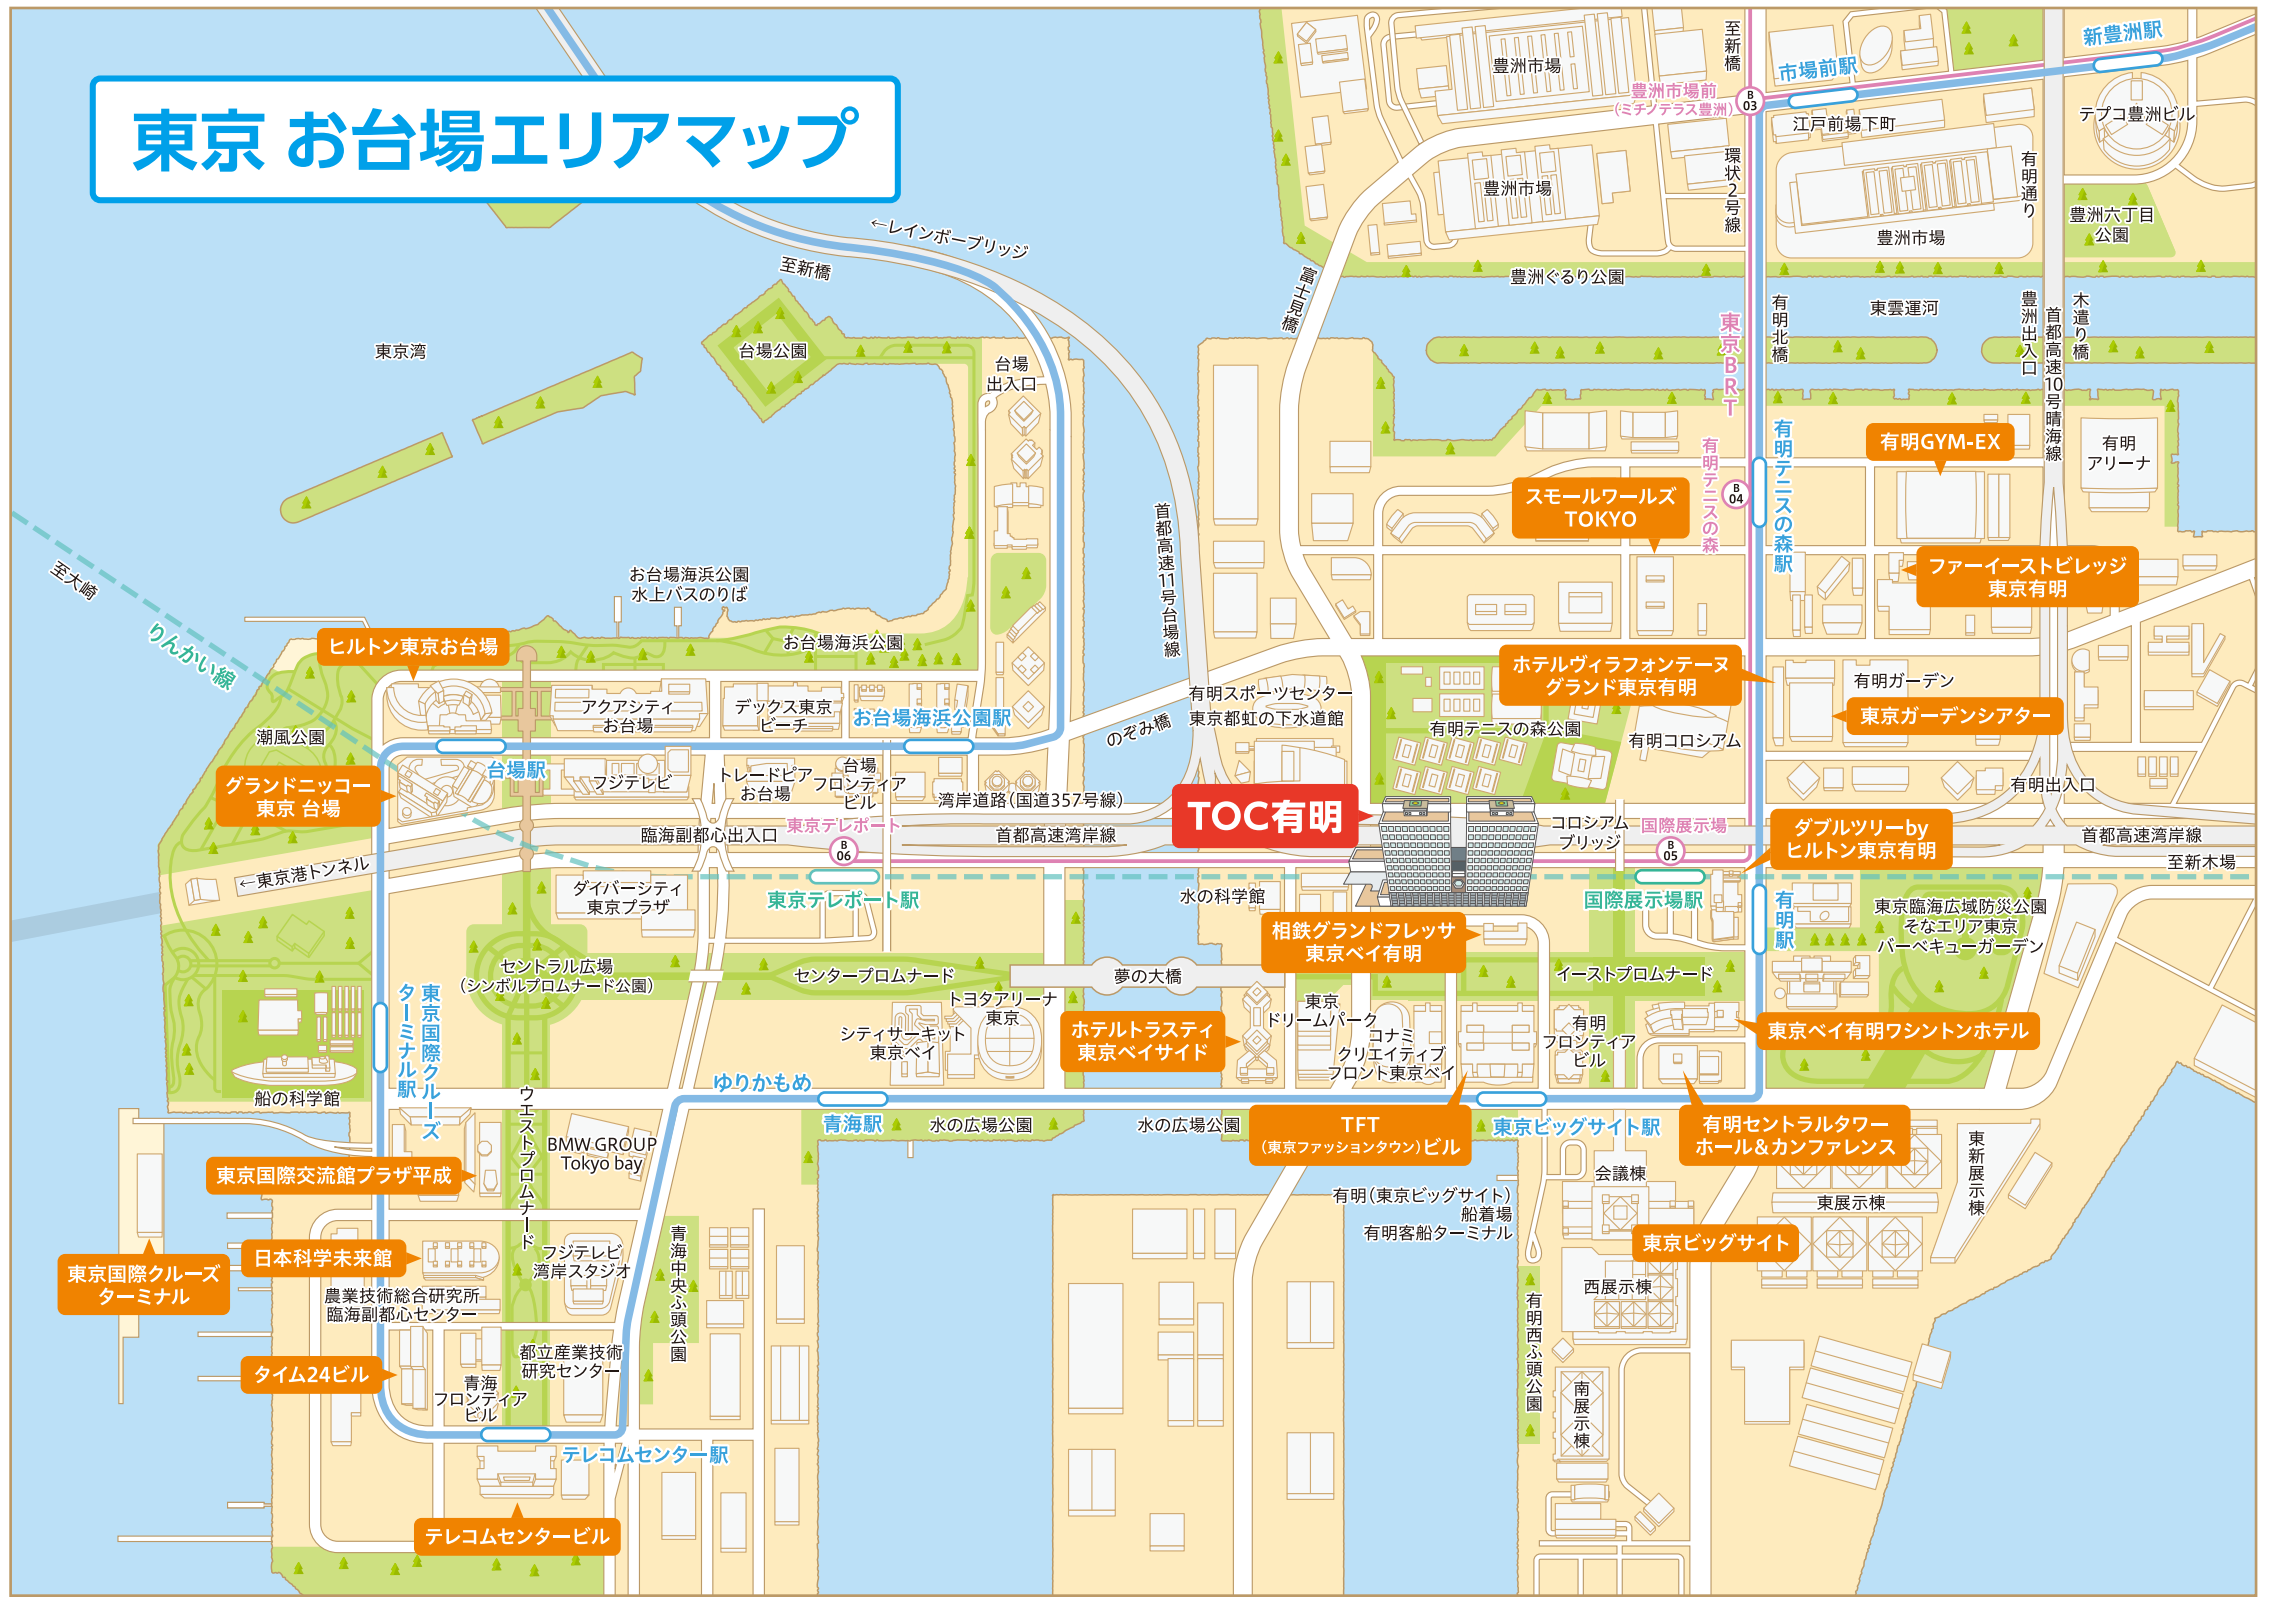 東京 お台場エリアマップ
至新橋
新豊洲駅
市場前駅
豊洲市場
豊洲市場前
(ミチノテラス豊洲)
B
03
江戸前場下町
テプコ豊洲ビル
環状2号線
有明通り
豊洲市場
豊洲市場
豊洲六丁目
公園
←レインボーブリッジ
至新橋
富士見橋
豊洲ぐるり公園
東京湾
台場公園
台場
出入口
東京BRT
有明北橋
東雲運河
豊洲出入口
首都高速10号晴海線
木遣り橋
有明テニスの森
B
04
有明テニスの森駅
有明GYM-EX
有明
アリーナ
スモールワールズ
TOKYO
首都高速11号台場線
ファーイーストビレッジ
東京有明
至大崎
りんかい線
お台場海浜公園
水上バスのりば
お台場海浜公園
ヒルトン東京お台場
アクアシティ
お台場
デックス東京
ビーチ
お台場海浜公園駅
のぞみ橋
有明スポーツセンター
東京都虹の下水道館
ホテルヴィラフォンテーヌ
グランド東京有明
有明テニスの森公園
有明コロシアム
有明ガーデン
東京ガーデンシアター
潮風公園
グランドニッコー
東京 台場
台場駅
フジテレビ
トレードピア
お台場
台場
フロンティア
ビル
湾岸道路(国道357号線)
有明出入口
TOC有明
臨海副都心出入口
東京テレポート
B
06
首都高速湾岸線
コロシアム
ブリッジ
国際展示場
B
05
ダブルツリーby
ヒルトン東京有明
首都高速湾岸線
至新木場
←東京港トンネル
ダイバーシティ
東京プラザ
東京テレポート駅
水の科学館
国際展示場駅
有明駅
東京臨海広域防災公園
そなエリア東京
バーベキューガーデン
相鉄グランドフレッサ
東京ベイ有明
セントラル広場
(シンボルプロムナード公園)
センタープロムナード
夢の大橋
イーストプロムナード
東京国際クルーズ
ターミナル駅
トヨタアリーナ
東京
シティサーキット
東京ベイ
ホテルトラスティ
東京ベイサイド
東京
ドリームパーク
コナミ
クリエイティブ
フロント東京ベイ
有明
フロンティア
ビル
東京ベイ有明ワシントンホテル
船の科学館
ウエストプロムナード
ゆりかもめ
青海駅
水の広場公園
水の広場公園
TFT
(東京ファッションタウン)ビル
東京ビッグサイト駅
有明セントラルタワー
ホール&カンファレンス
BMW GROUP
Tokyo bay
東京国際交流館プラザ平成
会議棟
東展示棟
東新展示棟
有明(東京ビッグサイト)
船着場
有明客船ターミナル
東京ビッグサイト
東京国際クルーズ
ターミナル
日本科学未来館
フジテレビ
湾岸スタジオ
青海中央ふ頭公園
農業技術総合研究所
臨海副都心センター
西展示棟
有明西ふ頭公園
タイム24ビル
都立産業技術
研究センター
青海
フロンティア
ビル
南展示棟
テレコムセンター駅
テレコムセンタービル